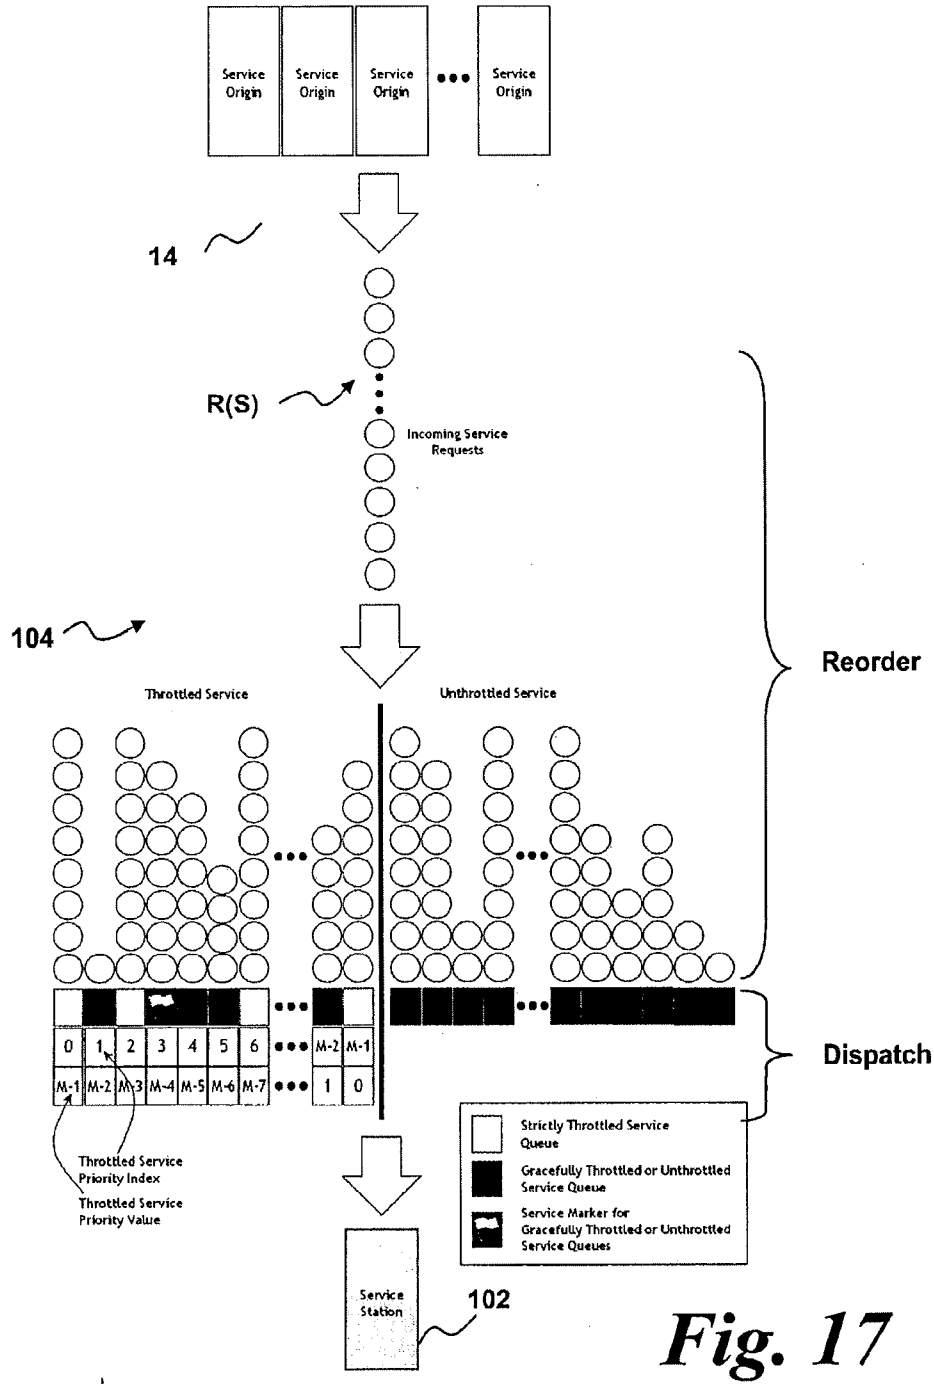 Service Service Service Service
Origin Origin Origin ••• Origin
14
R(S)
Incoming Service
Requests
104
Reorder
Throttled Service
Unthrottled Service
0 1 2 3 4 5 6 ••• M-2 M-1
M-1 M-2 M-3 M-4 M-5 M-6 M-7 ••• 1 0
Dispatch
Throttled Service
Priority Index
Throttled Service
Priority Value
Strictly Throttled Service
Queue
Gracefully Throttled or Unthrottled
Service Queue
Service Marker for
Gracefully Throttled or Unthrottled
Service Queues
Service
Station
102
Fig. 17